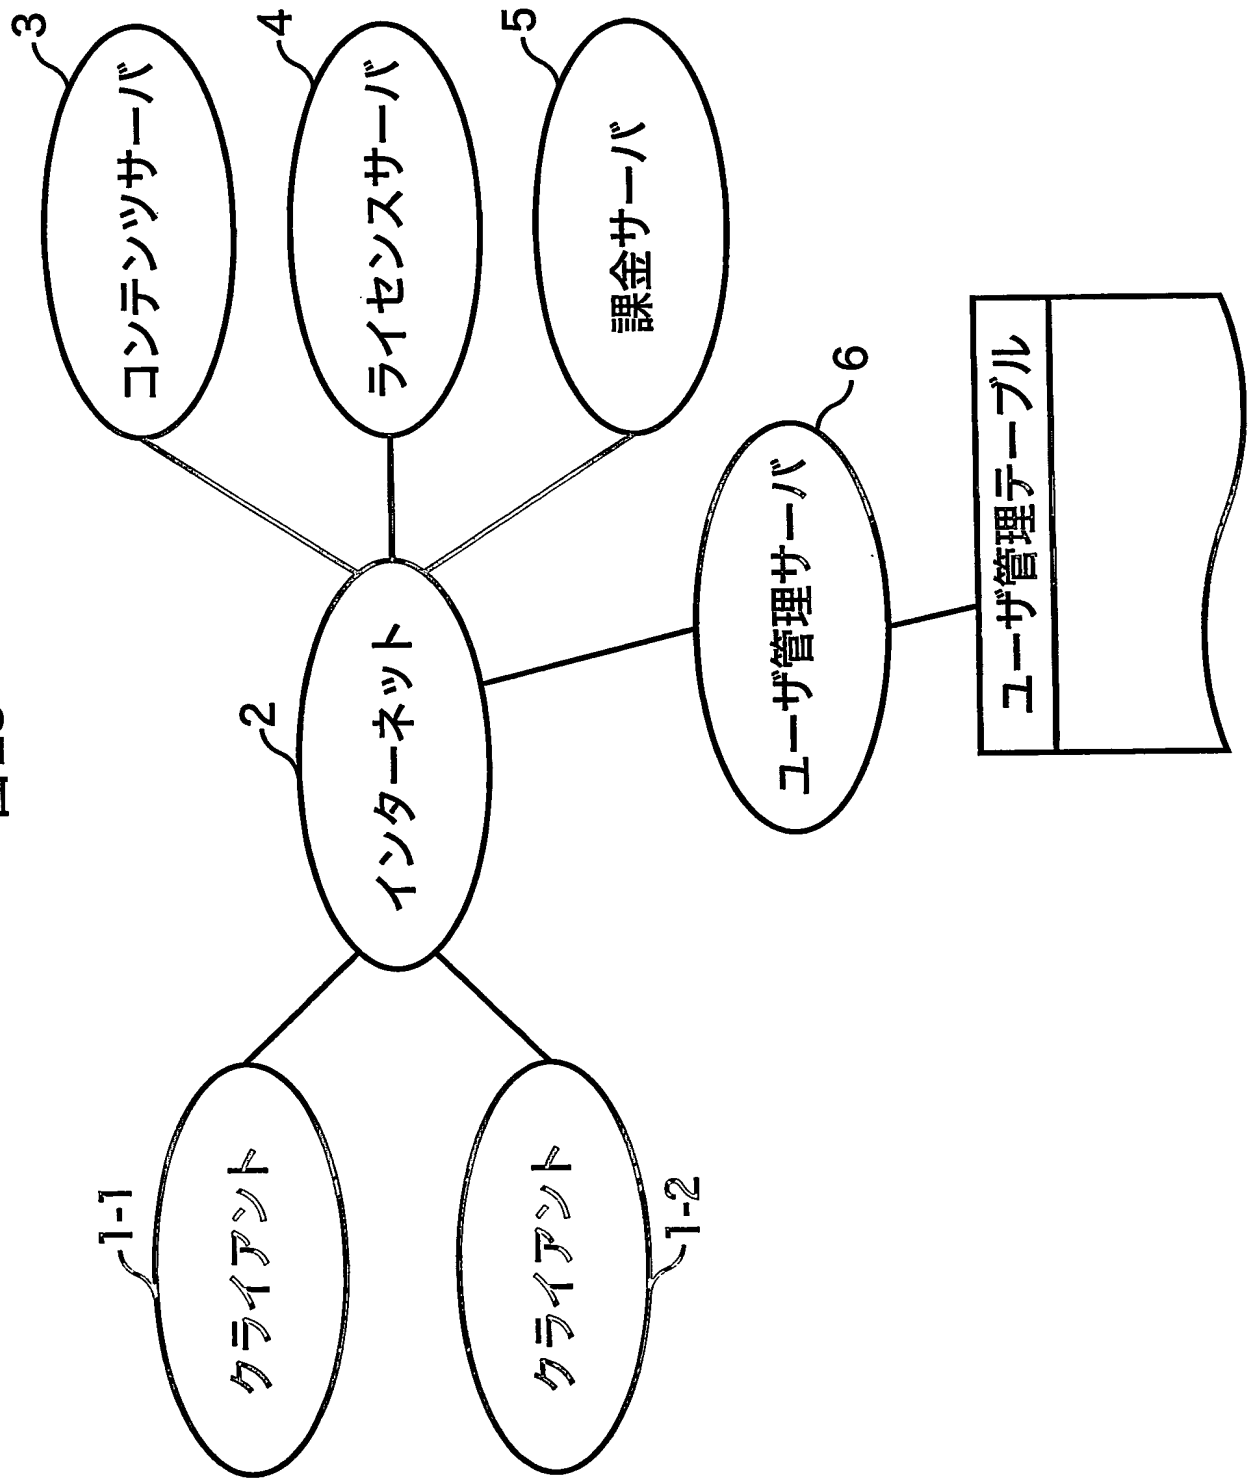 1-1
クライアント
クライアント
1-2
2
インターネット
3
コンテンツサーバ
4
ライセンスサーバ
5
課金サーバ
6
ユーザ管理サーバ
ユーザ管理テーブル